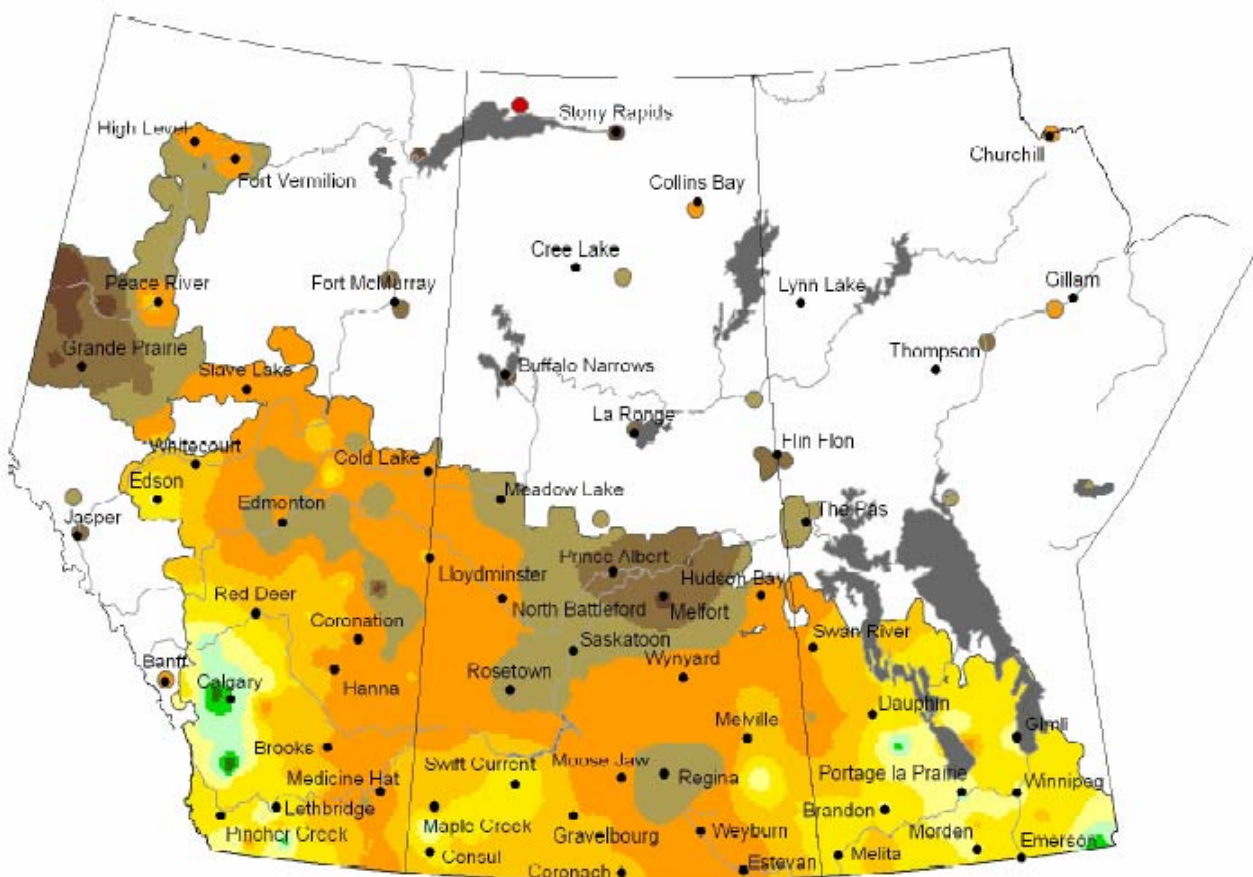 Stony Rapids
High Level
Churchill
Fort Vermilion
Collins Bay
Cree Lake
Peace River
Fort McMurray
Lynn Lake
Gillam
Grande Prairie
Thompson
Slave Lake
Buffalo Narrows
La Ronge
Whitecourt
Flin Flon
Cold Lake
Edson
Meadow Lake
Edmonton
The Pas
Jasper
Prince Albert
Lloydminster
Hudson Bay
Red Deer
North Battleford
Melfort
Coronation
Saskatoon
Swan River
Banff
Rosetown
Wynyard
Calgary
Hanna
Dauphin
Melville
Gimli
Brooks
Moose Jaw
Swift Current
Medicine Hat
Regina
Portage la Prairie
Winnipeg
Lethbridge
Brandon
Pincher Creek
Maple Creek
Gravelbourg
Weyburn
Morden
Emerson
Consul
Melita
Coronach
Estevan